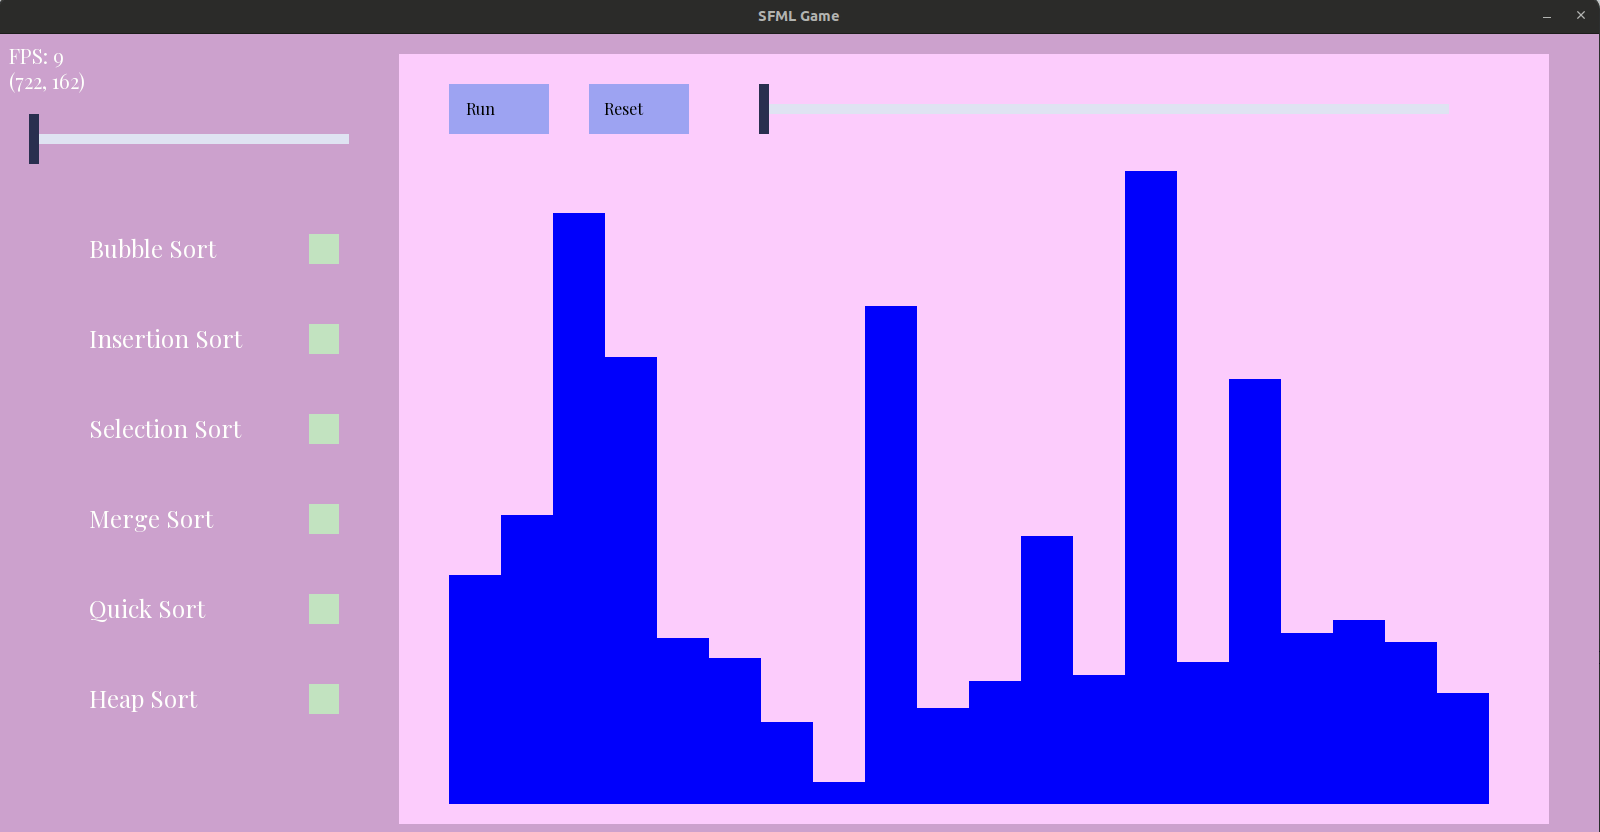 SFML Game
FPS: 9
(722, 162)
Run
Reset
Bubble Sort
Insertion Sort
Selection Sort
Merge Sort
Quick Sort
Heap Sort